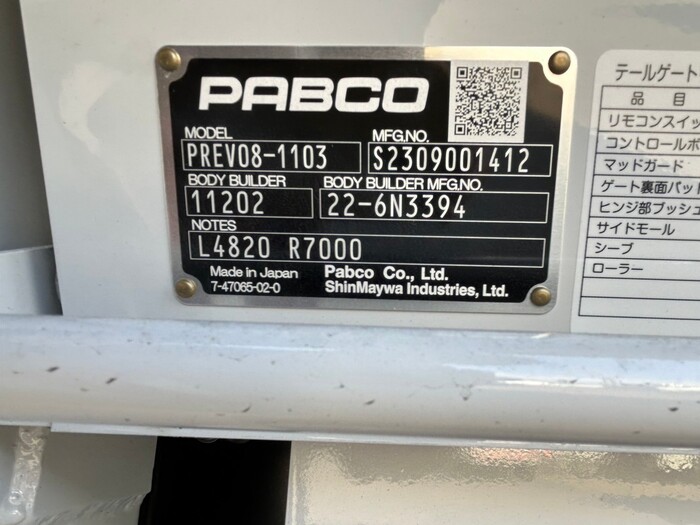 PABCO
MODEL MFG.NO.
PREV08-1103 S2309001412
BODY BUILDER BODY BUILDER MFG.NO.
11202 22-6N3394
NOTES
L4820 R7000
Made in Japan Pabco Co., Ltd.
7-47065-02-0 ShinMaywa Industries, Ltd.
テールゲート
品 目
リモコンスイッ
コントロールボ
マッドガード
ゲート裏面パット
ヒンジ部ブッシュ
サイドモール
シーブ
ローラー